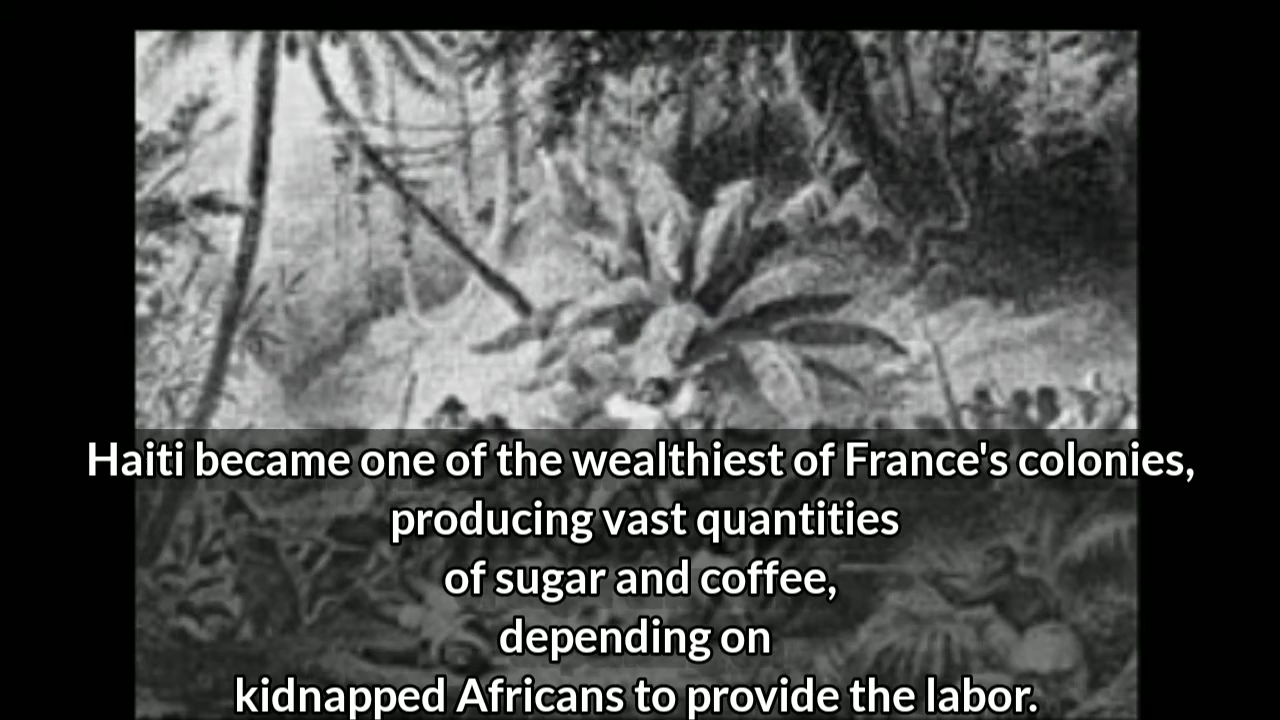 Haiti became one of the wealthiest of France's colonies,
producing vast quantities
of sugar and coffee,
depending on
kidnapped Africans to provide the labor.